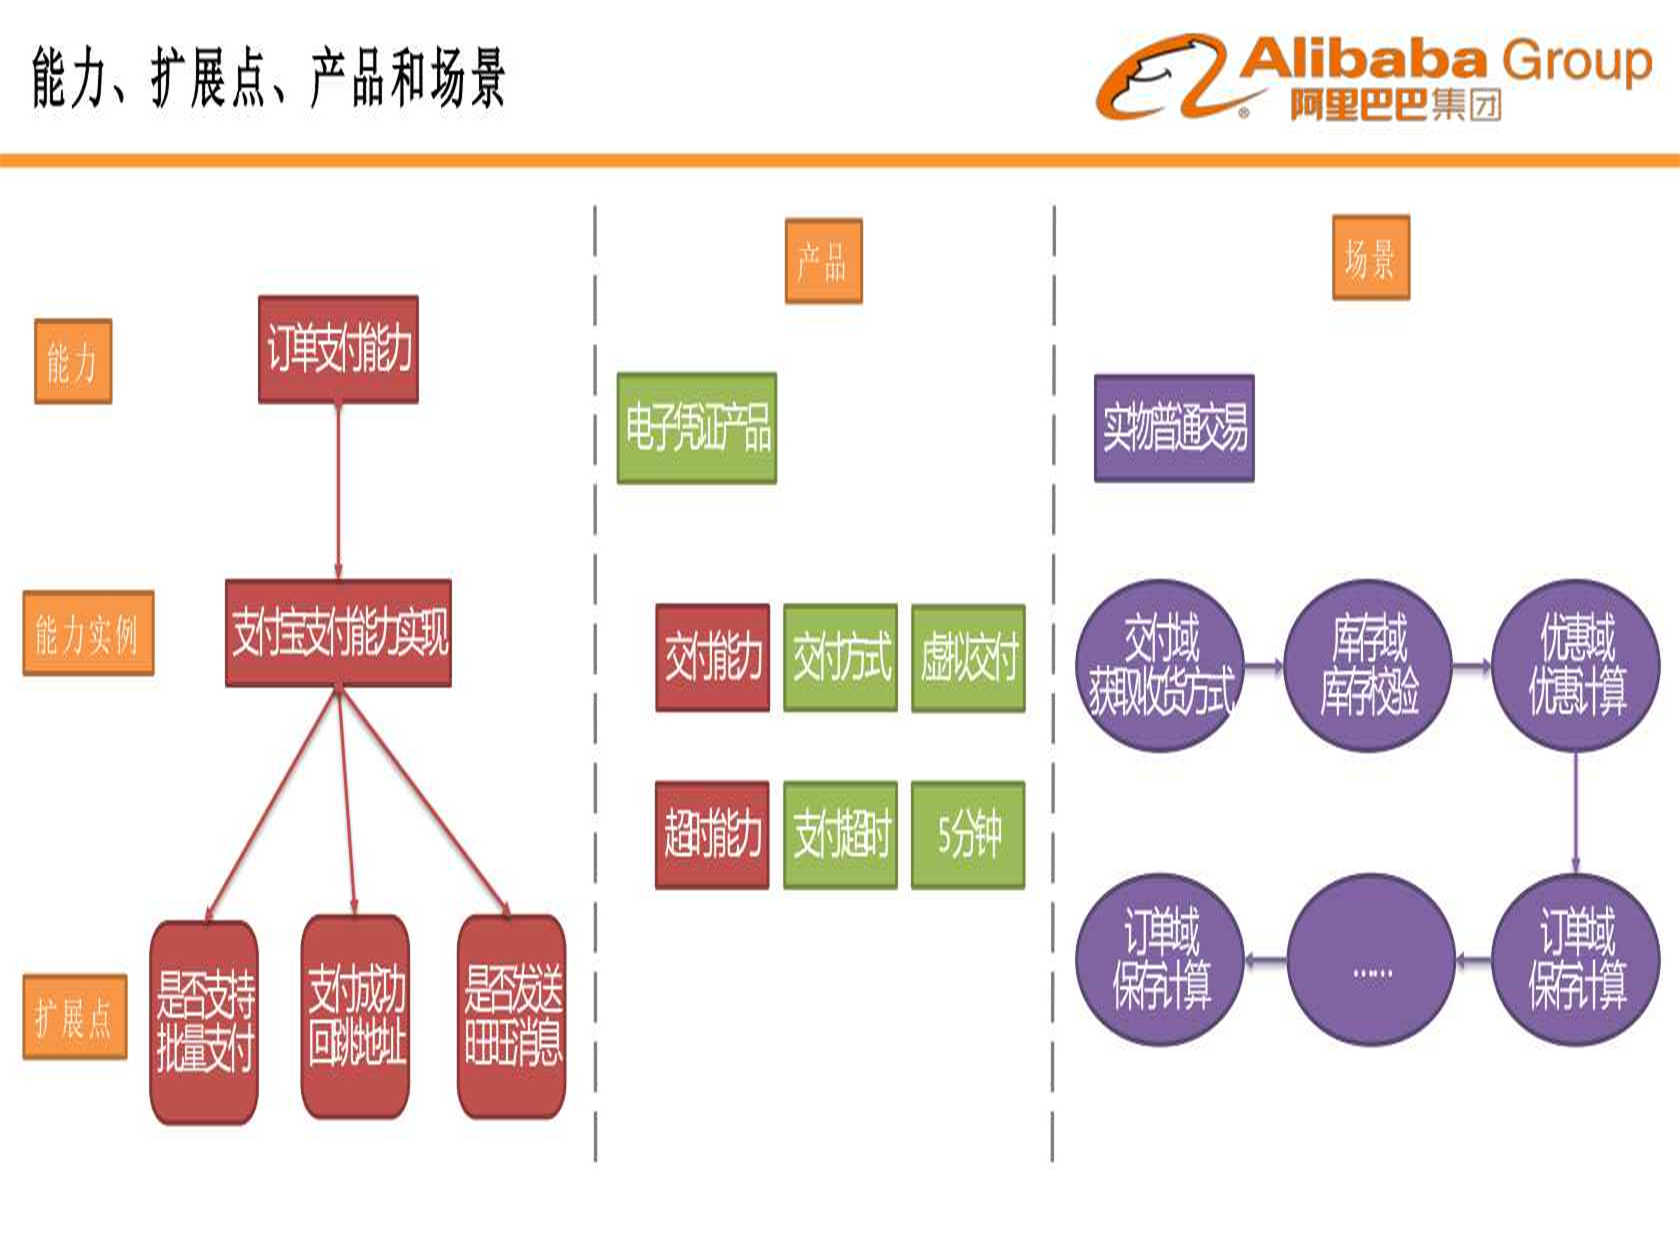 能力、扩展点、产品和场景
Alibaba Group
®
阿里巴巴集团
能力
订单支付能力
能力实例
支付宝支付能力实现
扩展点
是否支持
批量支付
支付成功
回跳地址
是否发送
旺旺消息
产品
电子凭证产品
交付能力
交付方式
虚拟交付
超时能力
支付超时
5分钟
场景
实物普通交易
交付域
获取收货方式
库存域
库存校验
优惠域
优惠计算
订单域
保存计算
......
订单域
保存计算